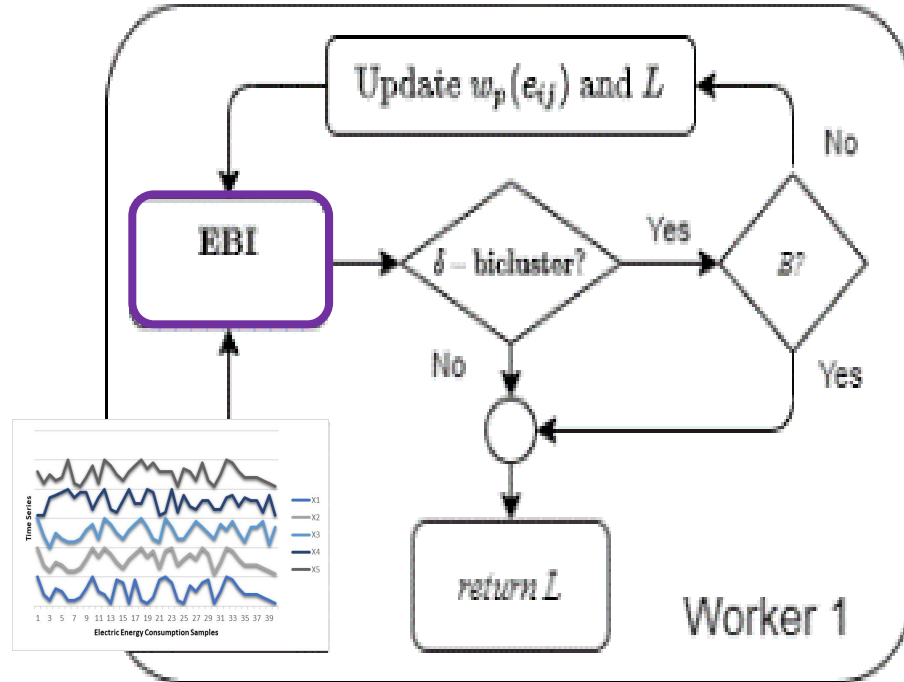 Update wₚ(eᵢⱼ) and L
No
EBI
δ – bicluster?
Yes
B?
No
Yes
Time Series
X1
X2
X3
X4
X5
1 3 5 7 9 11 13 15 17 19 21 23 25 27 29 31 33 35 37 39
Electric Energy Consumption Samples
return L
Worker 1